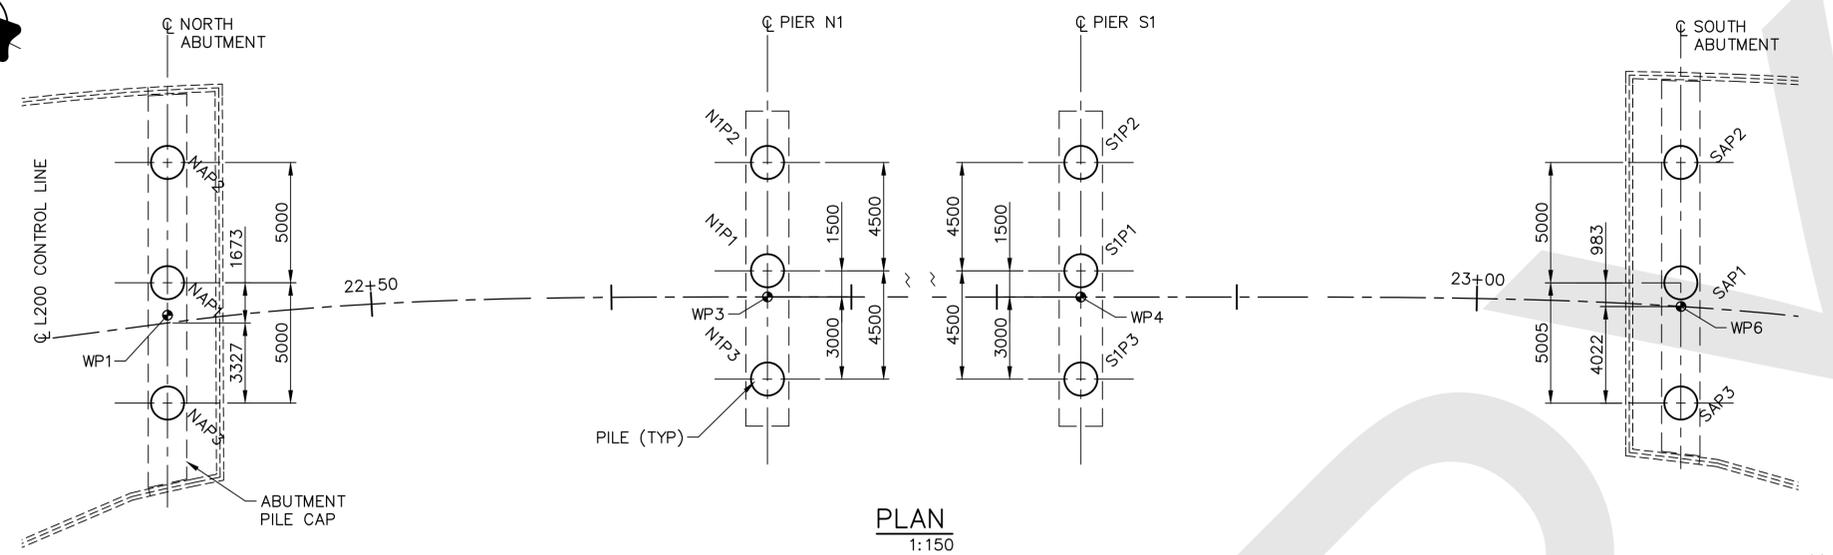 ℄ NORTH
ABUTMENT
℄ PIER N1
℄ PIER S1
℄ SOUTH
ABUTMENT
℄ L200 CONTROL LINE
NAP2
NAP1
NAP3
WP1
5000
1673
5000
3327
22+50
ABUTMENT
PILE CAP
N1P2
N1P1
N1P3
WP3
1500
4500
3000
4500
PILE (TYP)
4500
1500
4500
3000
S1P2
S1P1
S1P3
WP4
23+00
5000
983
5005
4022
SAP2
SAP1
SAP3
WP6
PLAN
1:150